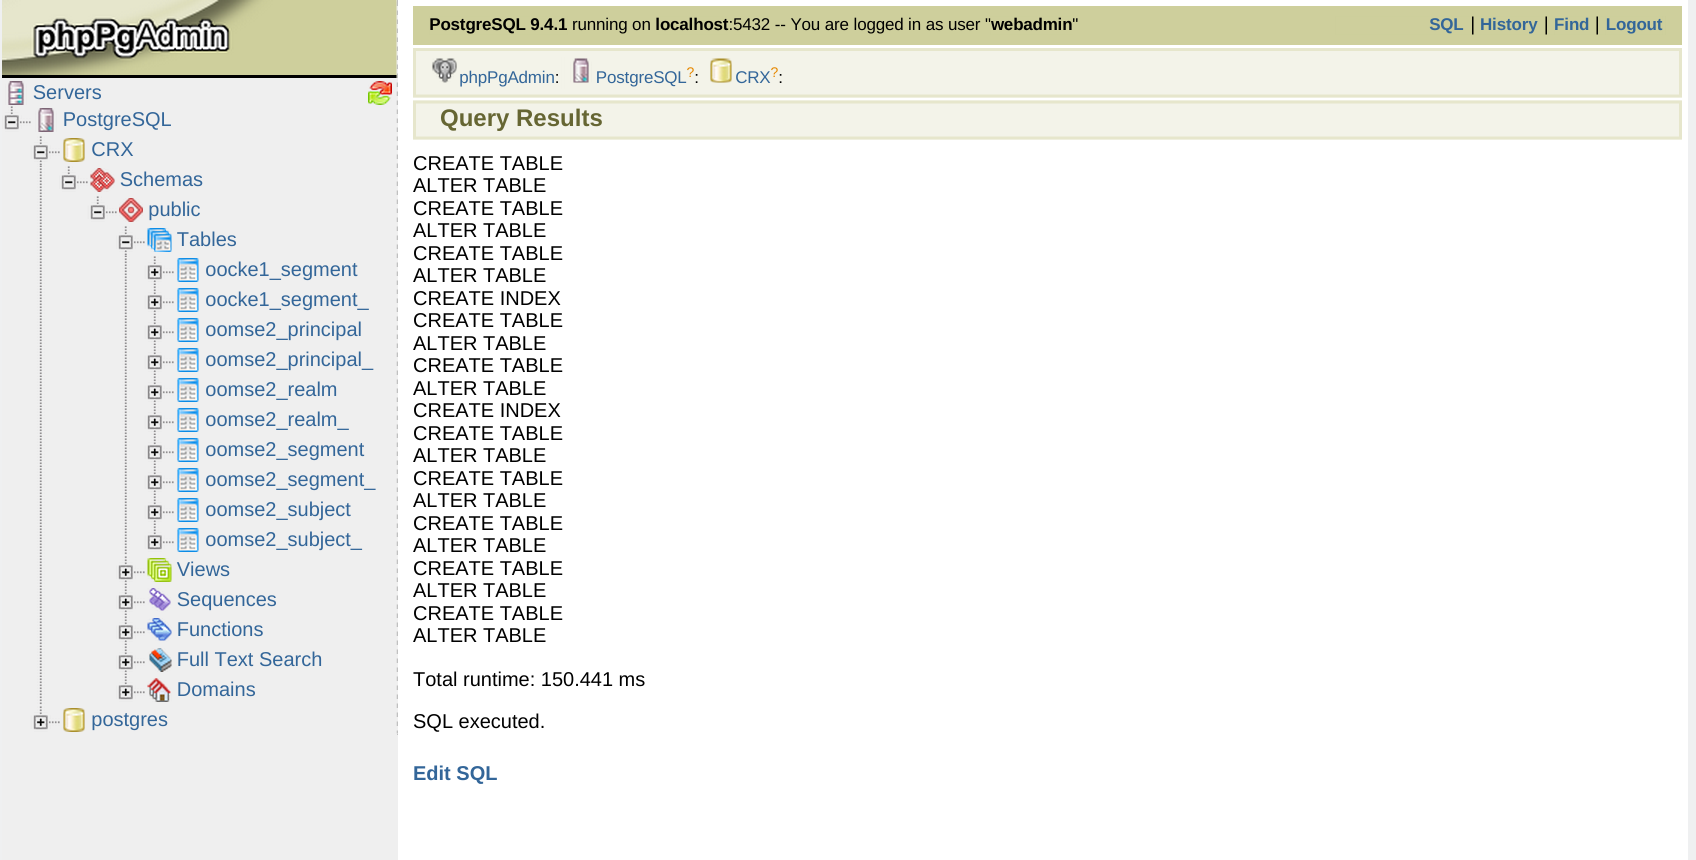 phpPgAdmin
Servers
PostgreSQL
CRX
Schemas
public
Tables
oocke1_segment
oocke1_segment_
oomse2_principal
oomse2_principal_
oomse2_realm
oomse2_realm_
oomse2_segment
oomse2_segment_
oomse2_subject
oomse2_subject_
Views
Sequences
Functions
Full Text Search
Domains
postgres
PostgreSQL 9.4.1 running on localhost:5432 -- You are logged in as user "webadmin"
SQL | History | Find | Logout
phpPgAdmin: PostgreSQL?: CRX?:
Query Results
CREATE TABLE
ALTER TABLE
CREATE TABLE
ALTER TABLE
CREATE TABLE
ALTER TABLE
CREATE INDEX
CREATE TABLE
ALTER TABLE
CREATE TABLE
ALTER TABLE
CREATE INDEX
CREATE TABLE
ALTER TABLE
CREATE TABLE
ALTER TABLE
CREATE TABLE
ALTER TABLE
CREATE TABLE
ALTER TABLE
CREATE TABLE
ALTER TABLE
Total runtime: 150.441 ms
SQL executed.
Edit SQL